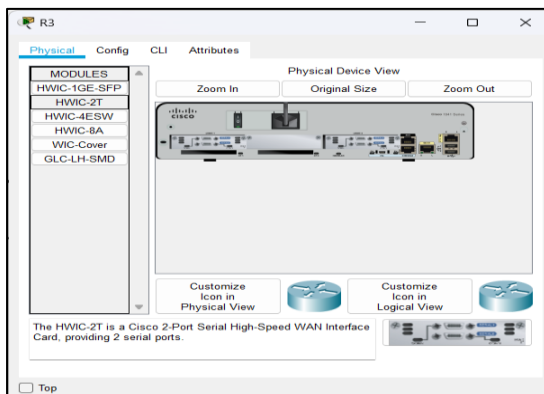 R3
Physical Config CLI Attributes
MODULES
HWIC-1GE-SFP
HWIC-2T
HWIC-4ESW
HWIC-8A
WIC-Cover
GLC-LH-SMD
Physical Device View
Zoom In Original Size Zoom Out
CISCO
Customize
Icon in
Physical View
Customize
Icon in
Logical View
The HWIC-2T is a Cisco 2-Port Serial High-Speed WAN Interface
Card, providing 2 serial ports.
Top